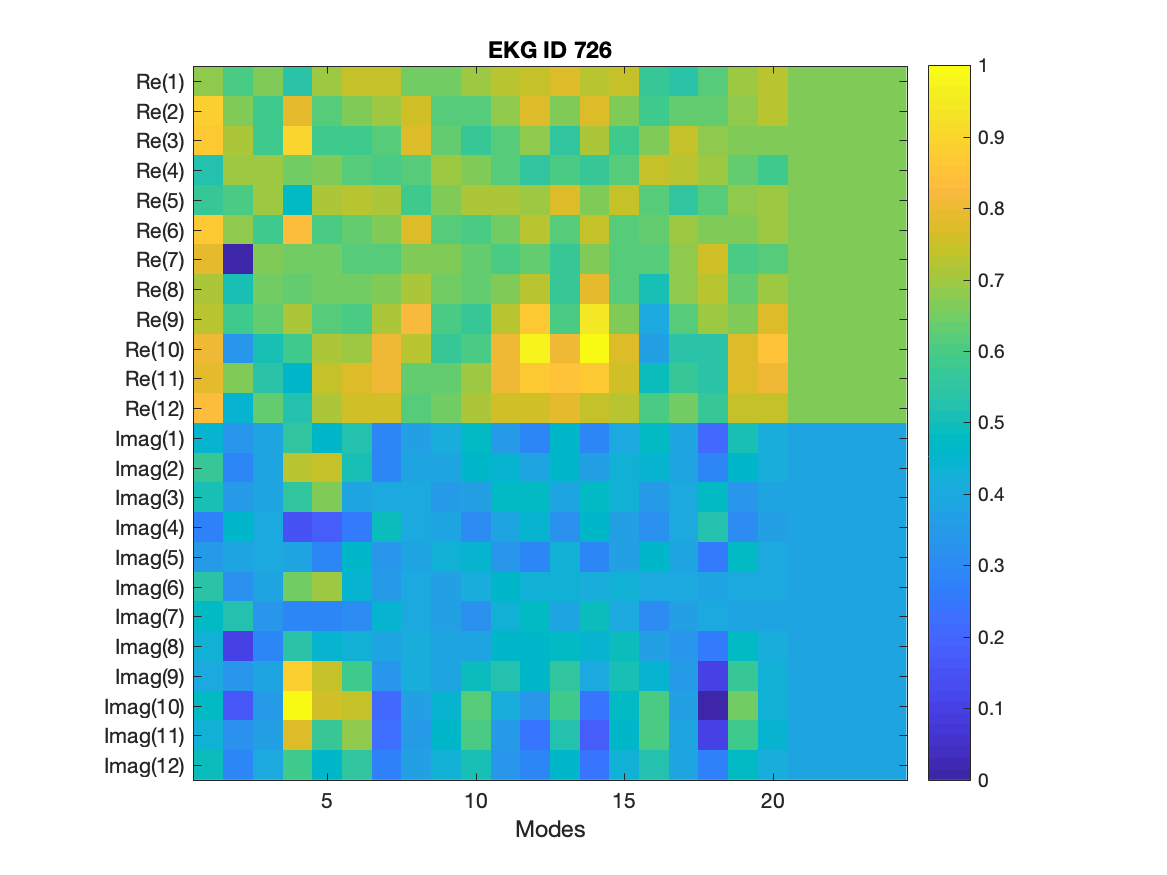 EKG ID 726
Re(1)
Re(2)
Re(3)
Re(4)
Re(5)
Re(6)
Re(7)
Re(8)
Re(9)
Re(10)
Re(11)
Re(12)
Imag(1)
Imag(2)
Imag(3)
Imag(4)
Imag(5)
Imag(6)
Imag(7)
Imag(8)
Imag(9)
Imag(10)
Imag(11)
Imag(12)
5 10 15 20
Modes
1
0.9
0.8
0.7
0.6
0.5
0.4
0.3
0.2
0.1
0